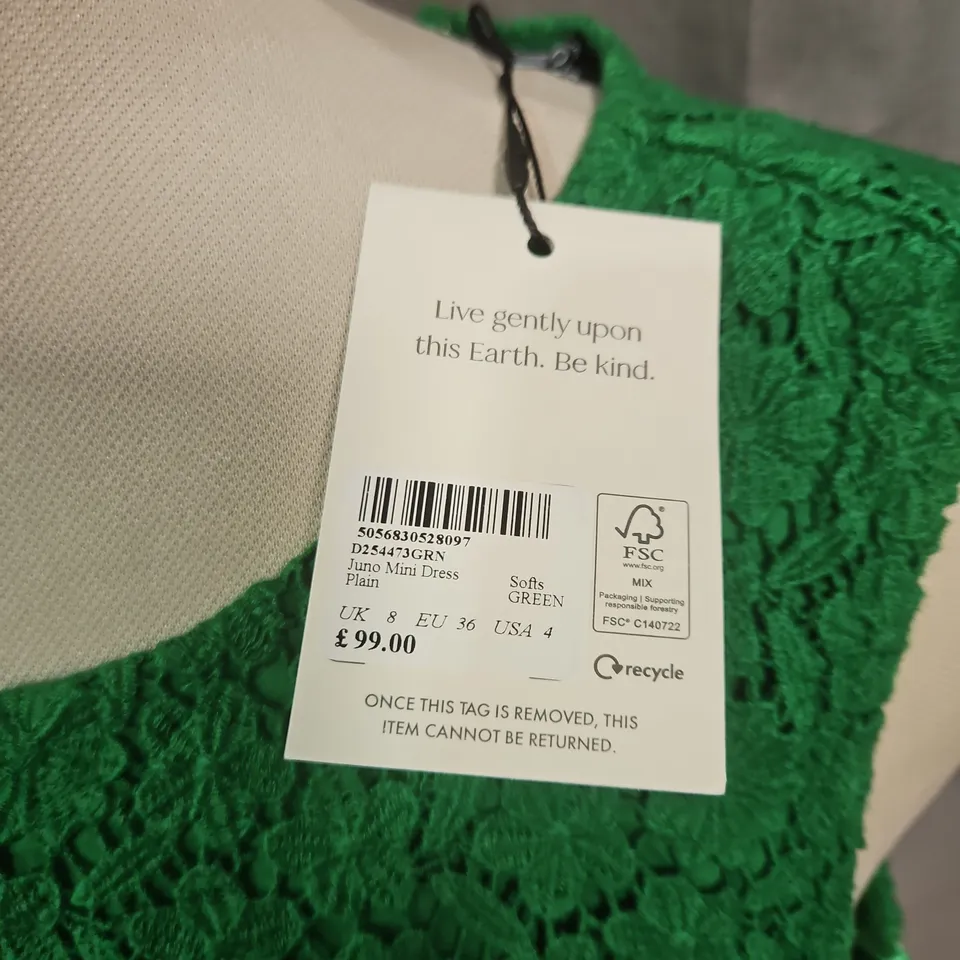 Live gently upon
this Earth. Be kind.
5056830528097
D254473GRN
Juno Mini Dress
Plain
Softs
GREEN
UK 8 EU 36 USA 4
£ 99.00
FSC
www.fsc.org
MIX
Packaging | Supporting
responsible forestry
FSC® C140722
recycle
ONCE THIS TAG IS REMOVED, THIS
ITEM CANNOT BE RETURNED.